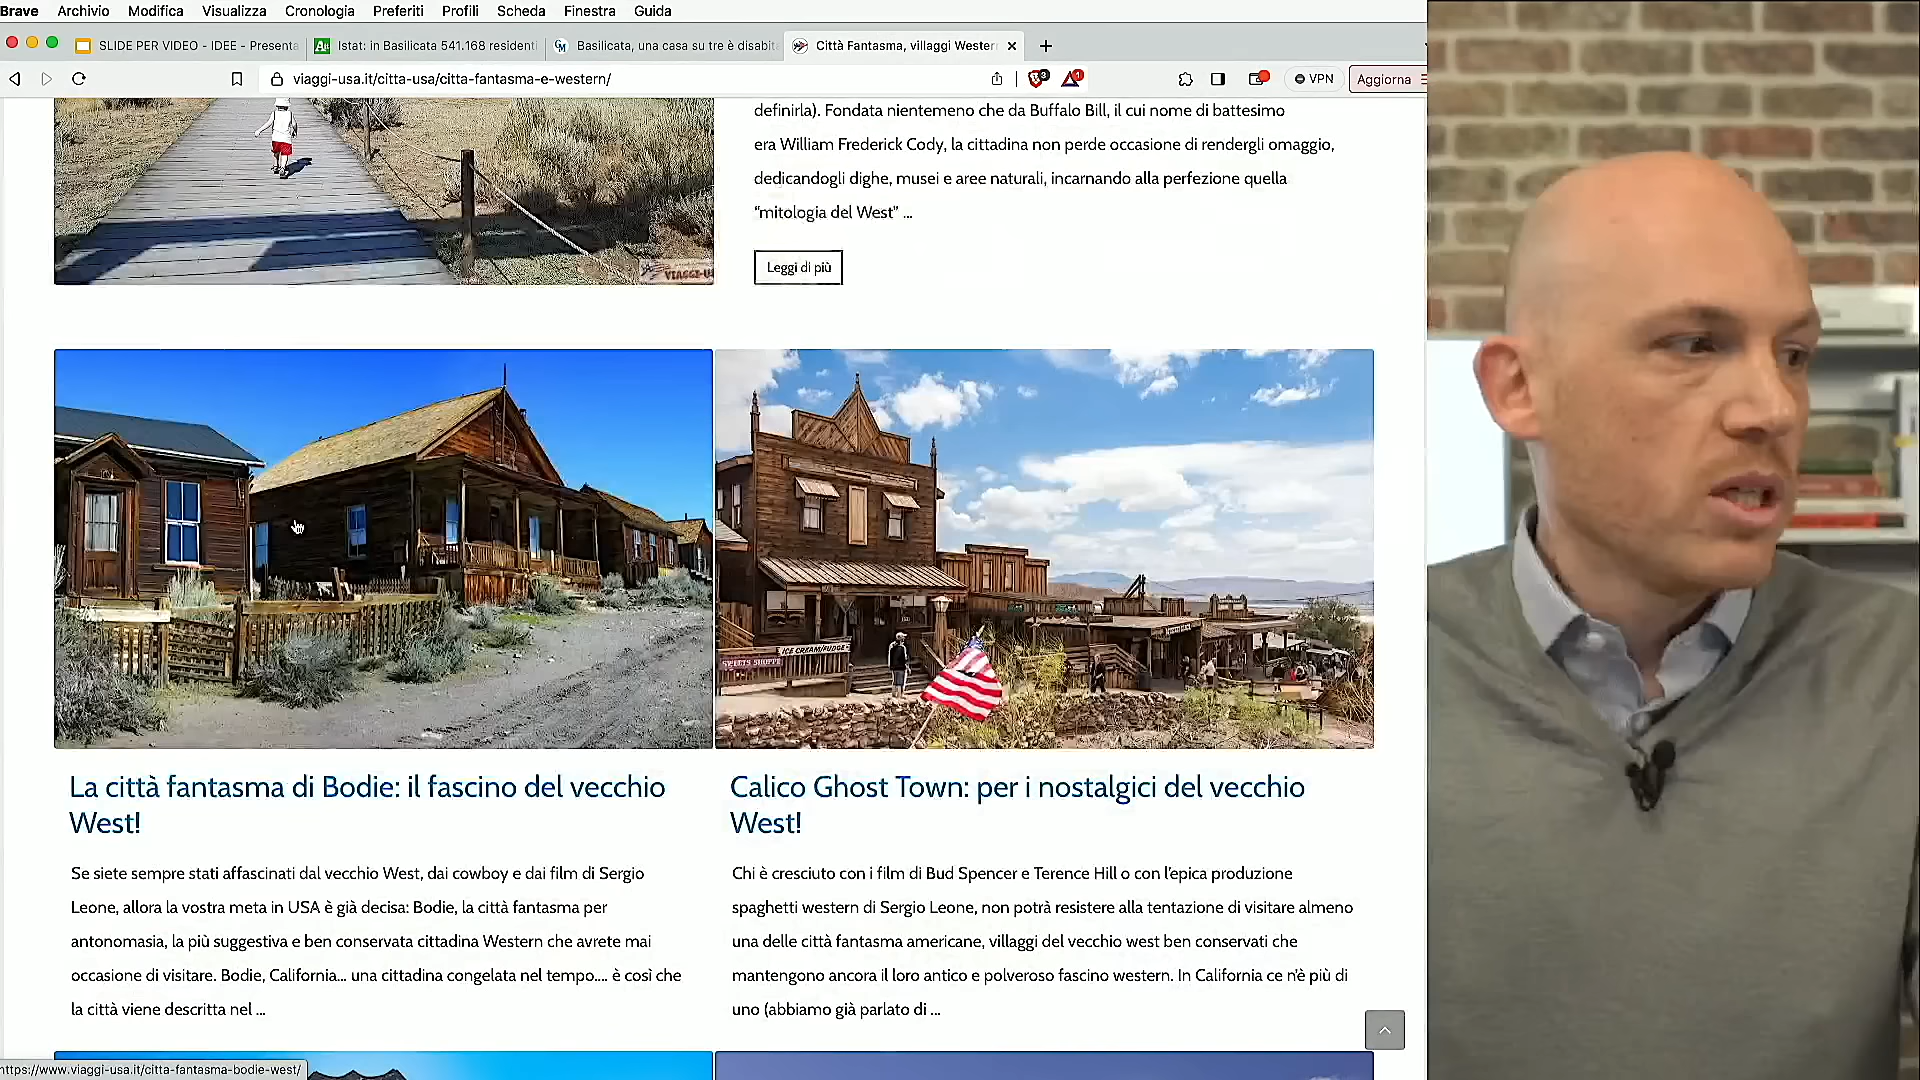 Brave Archivio Modifica Visualizza Cronologia Preferiti Profili Scheda Finestra Guida
SLIDE PER VIDEO - IDEE - Presenta
Istat: in Basilicata 541.168 resident
Basilicata, una casa su tre è disabit
Città Fantasma, villaggi Wester
viaggi-usa.it/citta-usa/citta-fantasma-e-western/
VPN
Aggiorna
definirla). Fondata nientemeno che da Buffalo Bill, il cui nome di battesimo
era William Frederick Cody, la cittadina non perde occasione di rendergli omaggio,
dedicandogli dighe, musei e aree naturali, incarnando alla perfezione quella
“mitologia del West” ...
VIAGGI-U
Leggi di più
ICE CREAM/FUDGE
SWEETS SHOPPE
La città fantasma di Bodie: il fascino del vecchio
West!
Se siete sempre stati affascinati dal vecchio West, dai cowboy e dai film di Sergio
Leone, allora la vostra meta in USA è già decisa: Bodie, la città fantasma per
antonomasia, la più suggestiva e ben conservata cittadina Western che avrete mai
occasione di visitare. Bodie, California... una cittadina congelata nel tempo.... è così che
la città viene descritta nel ...
Calico Ghost Town: per i nostalgici del vecchio
West!
Chi è cresciuto con i film di Bud Spencer e Terence Hill o con l'epica produzione
spaghetti western di Sergio Leone, non potrà resistere alla tentazione di visitare almeno
una delle città fantasma americane, villaggi del vecchio west ben conservati che
mantengono ancora il loro antico e polveroso fascino western. In California ce n'è più di
uno (abbiamo già parlato di ...
https://www.viaggi-usa.it/citta-fantasma-bodie-west/